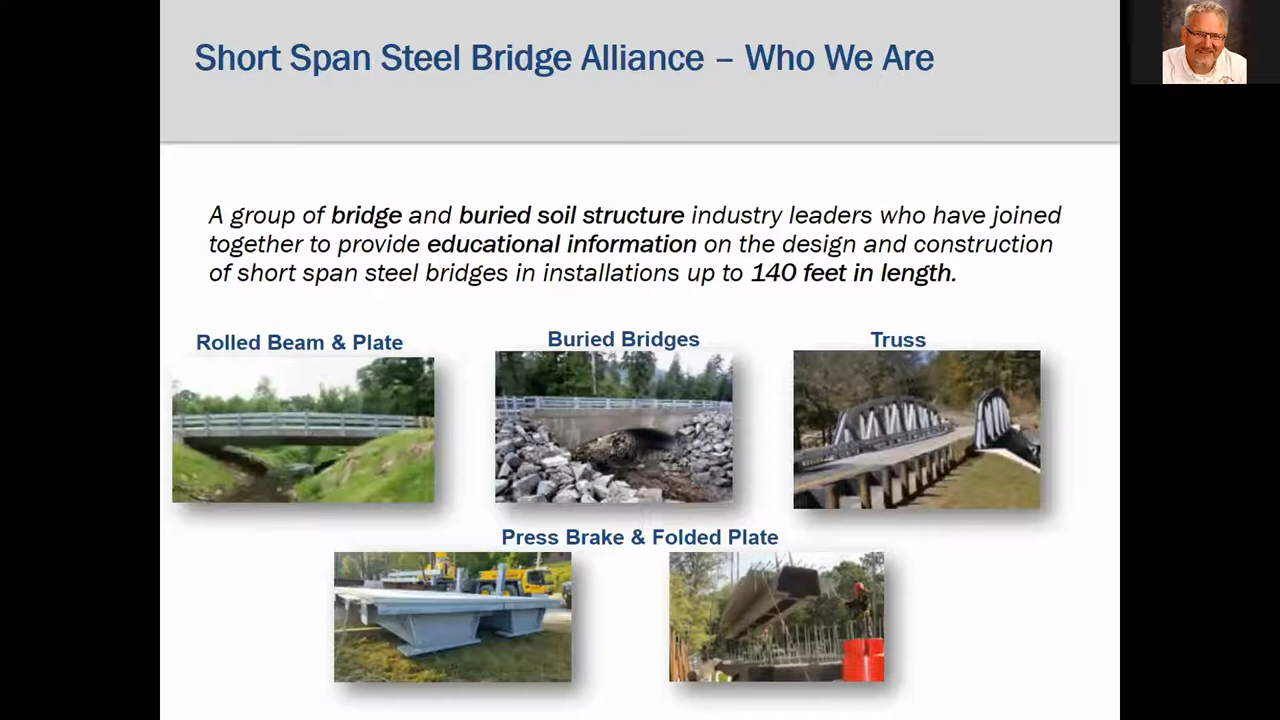 Short Span Steel Bridge Alliance – Who We Are
A group of bridge and buried soil structure industry leaders who have joined
together to provide educational information on the design and construction
of short span steel bridges in installations up to 140 feet in length.
Rolled Beam & Plate
Buried Bridges
Truss
Press Brake & Folded Plate